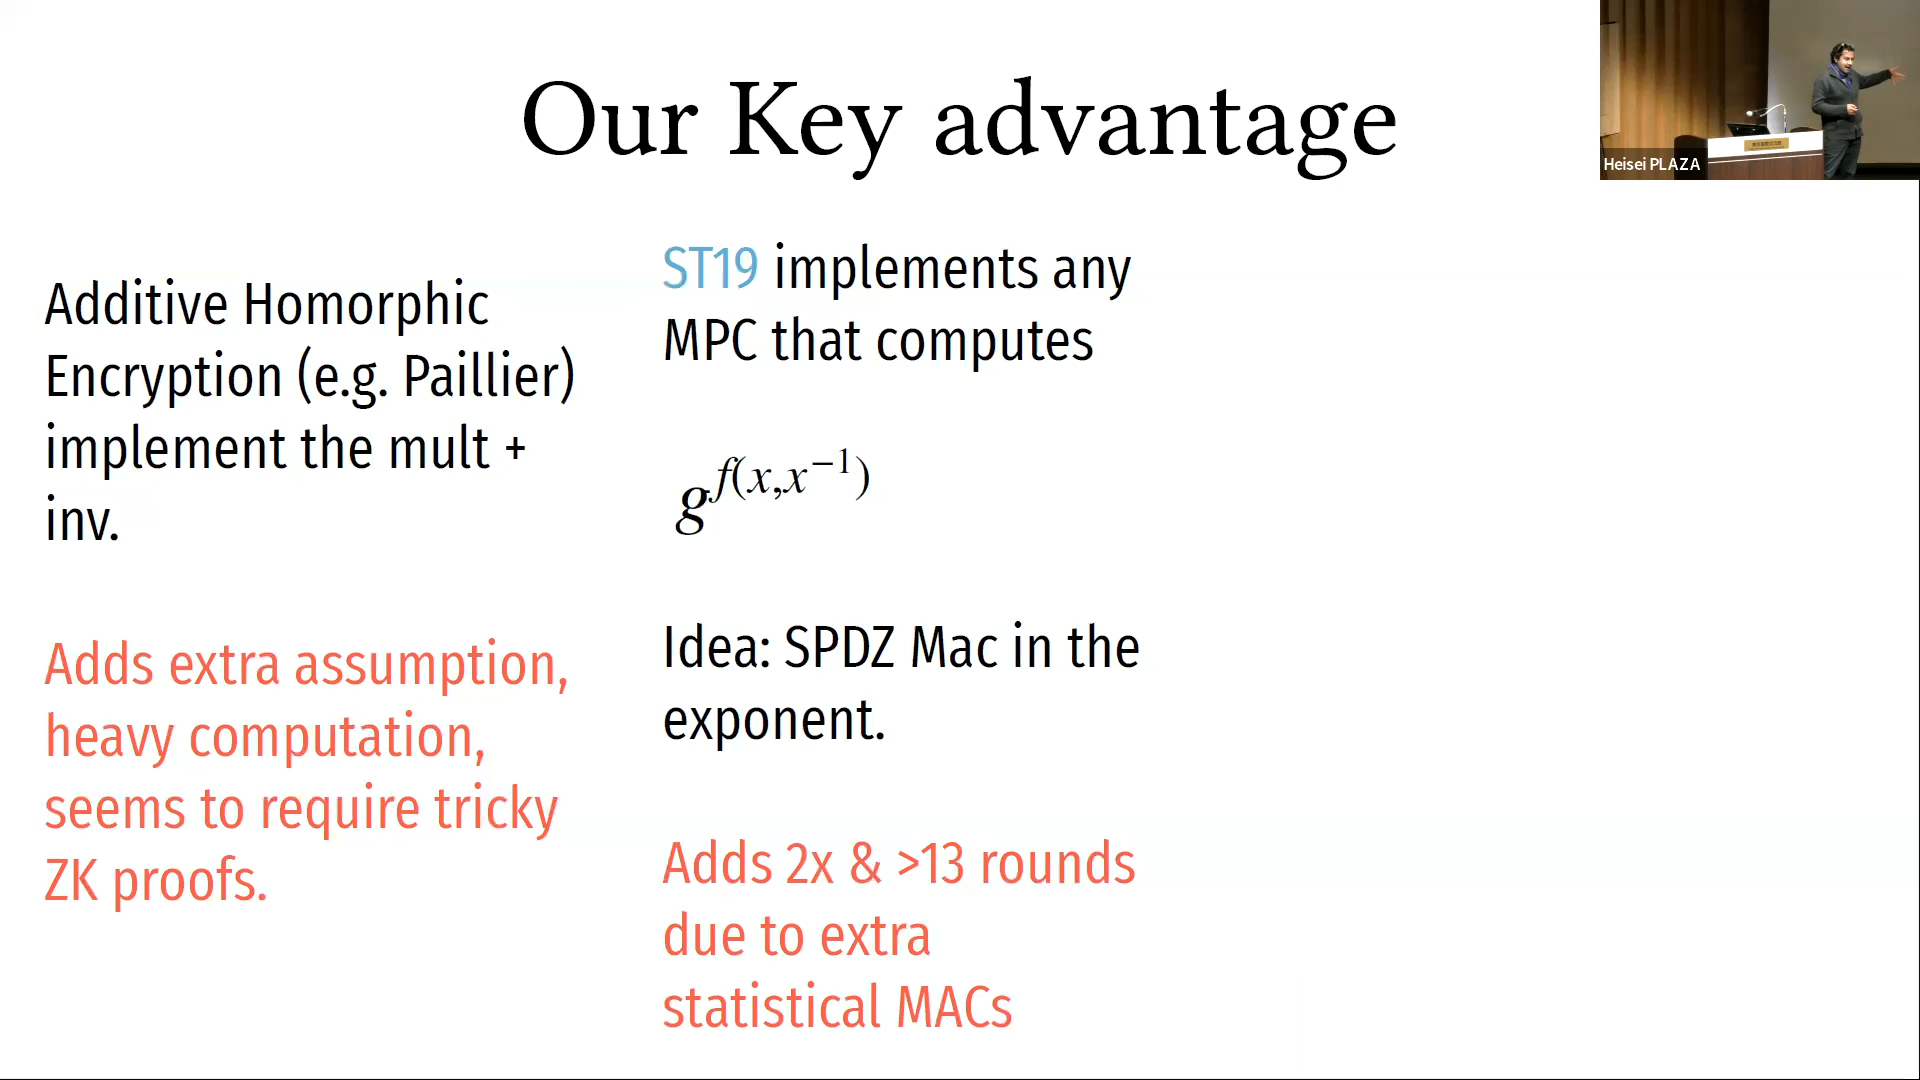 Our Key advantage
Heisei PLAZA
Additive Homorphic
Encryption (e.g. Paillier)
implement the mult +
inv.
Adds extra assumption,
heavy computation,
seems to require tricky
ZK proofs.
ST19 implements any
MPC that computes
g^{f(x,x^{-1})}
Idea: SPDZ Mac in the
exponent.
Adds 2x & >13 rounds
due to extra
statistical MACs